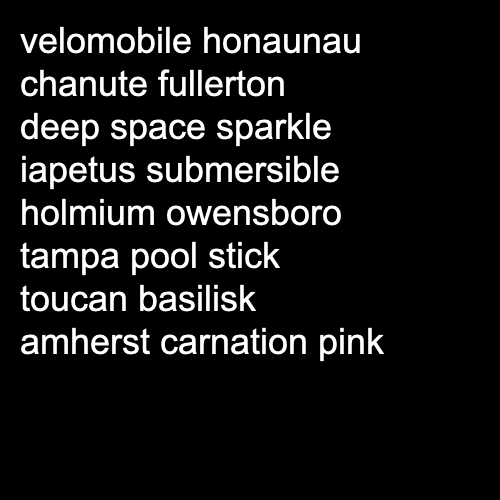 velomobile honaunau
chanute fullerton
deep space sparkle
iapetus submersible
holmium owensboro
tampa pool stick
toucan basilisk
amherst carnation pink